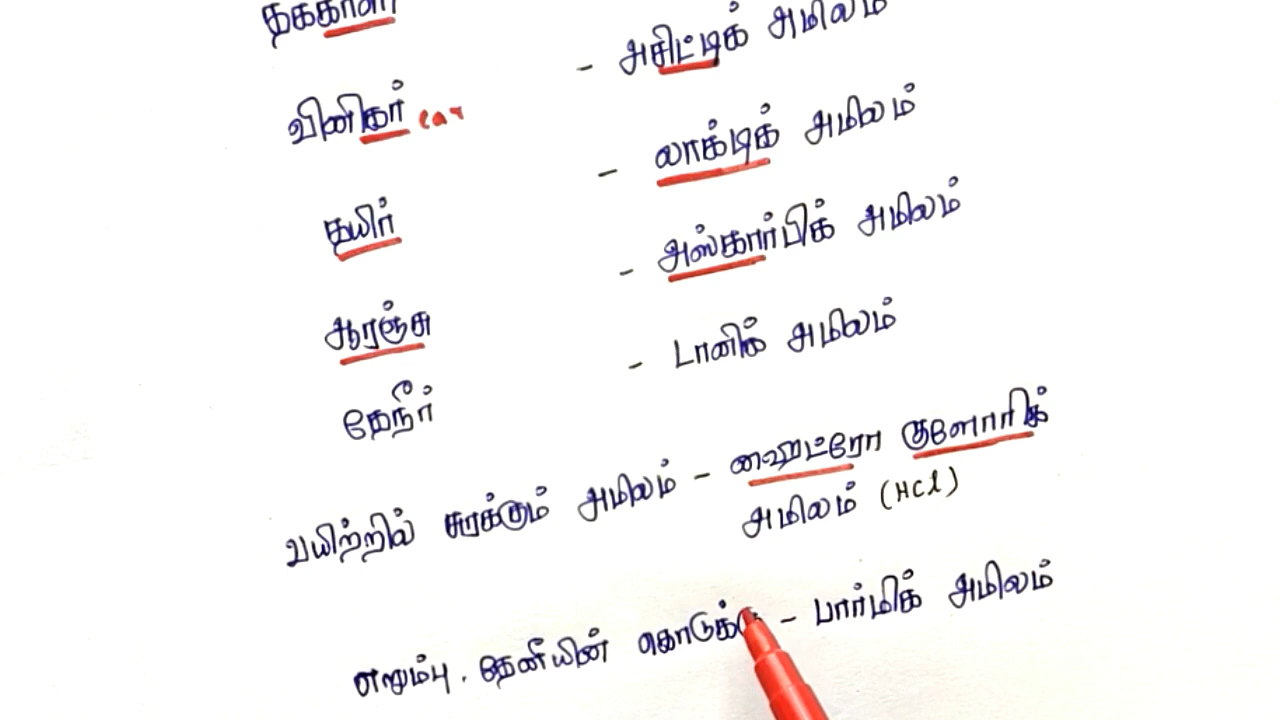 தக்காளி
வினிகர் car - அசிட்டிக் அமிலம்
தயிர் - லாக்டிக் அமிலம்
ஆரஞ்சு - அஸ்கார்பிக் அமிலம்
தேநீர் - டானிக் அமிலம்
வயிற்றில் சுரக்கும் அமிலம் - ஹைட்ரோ குளோரிக்
அமிலம் (HCl)
எறும்பு, தேனீயின் - பார்மிக் அமிலம்